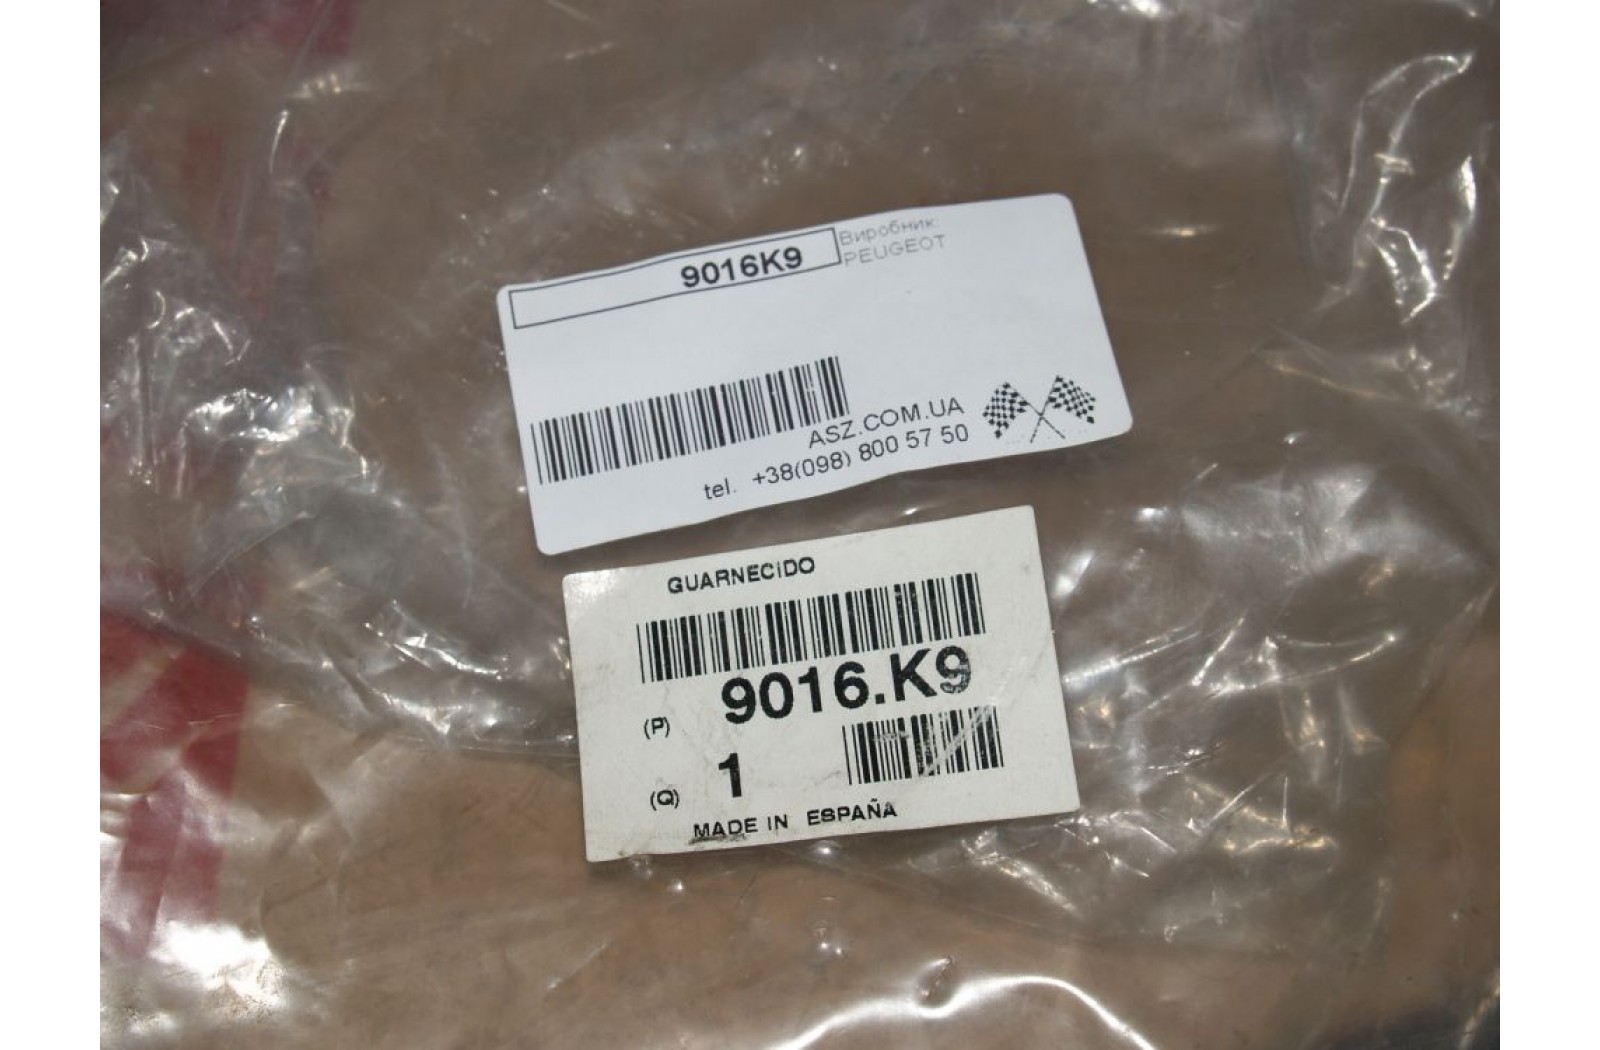 9016K9
Виробник:
PEUGEOT
ASZ.COM.UA
tel. +38(098) 800 57 50
GUARNECiDO
9016.K9
(P)
(Q) 1
MADE IN ESPAÑA